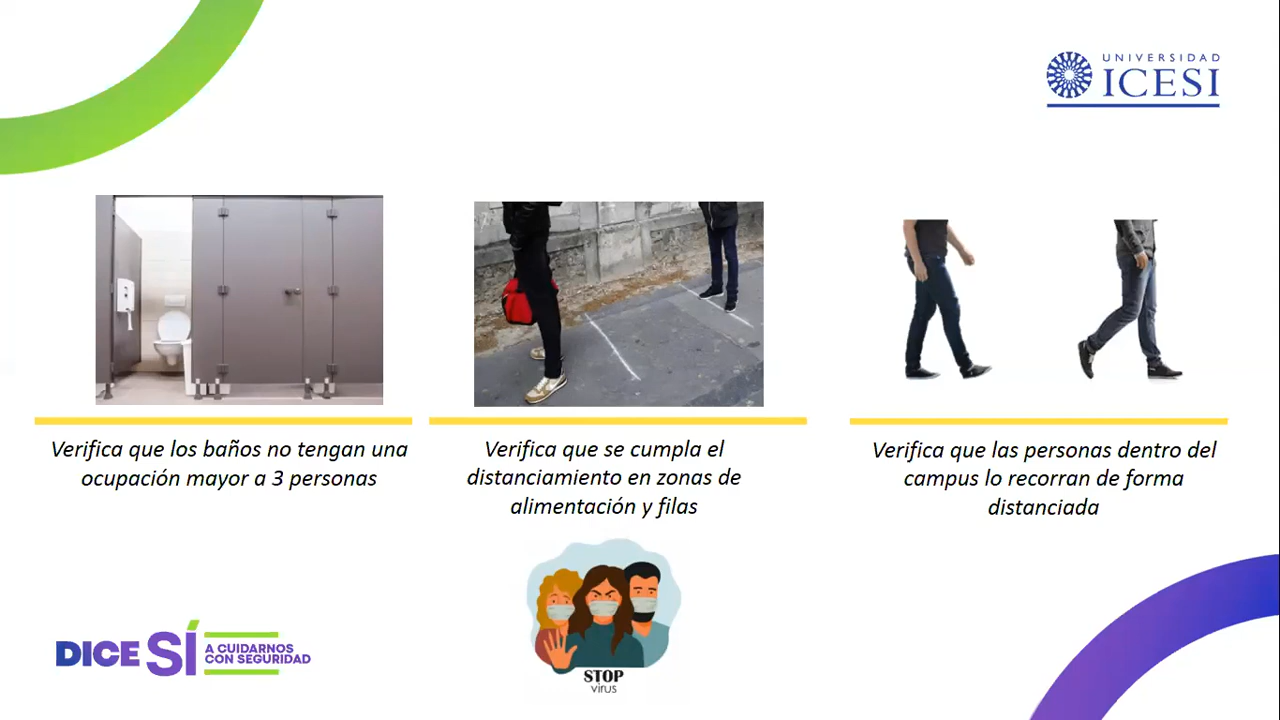 UNIVERSIDAD
ICESI
Verifica que los baños no tengan una
ocupación mayor a 3 personas
Verifica que se cumpla el
distanciamiento en zonas de
alimentación y filas
Verifica que las personas dentro del
campus lo recorran de forma
distanciada
STOP
virus
DICE SÍ A CUIDARNOS
CON SEGURIDAD